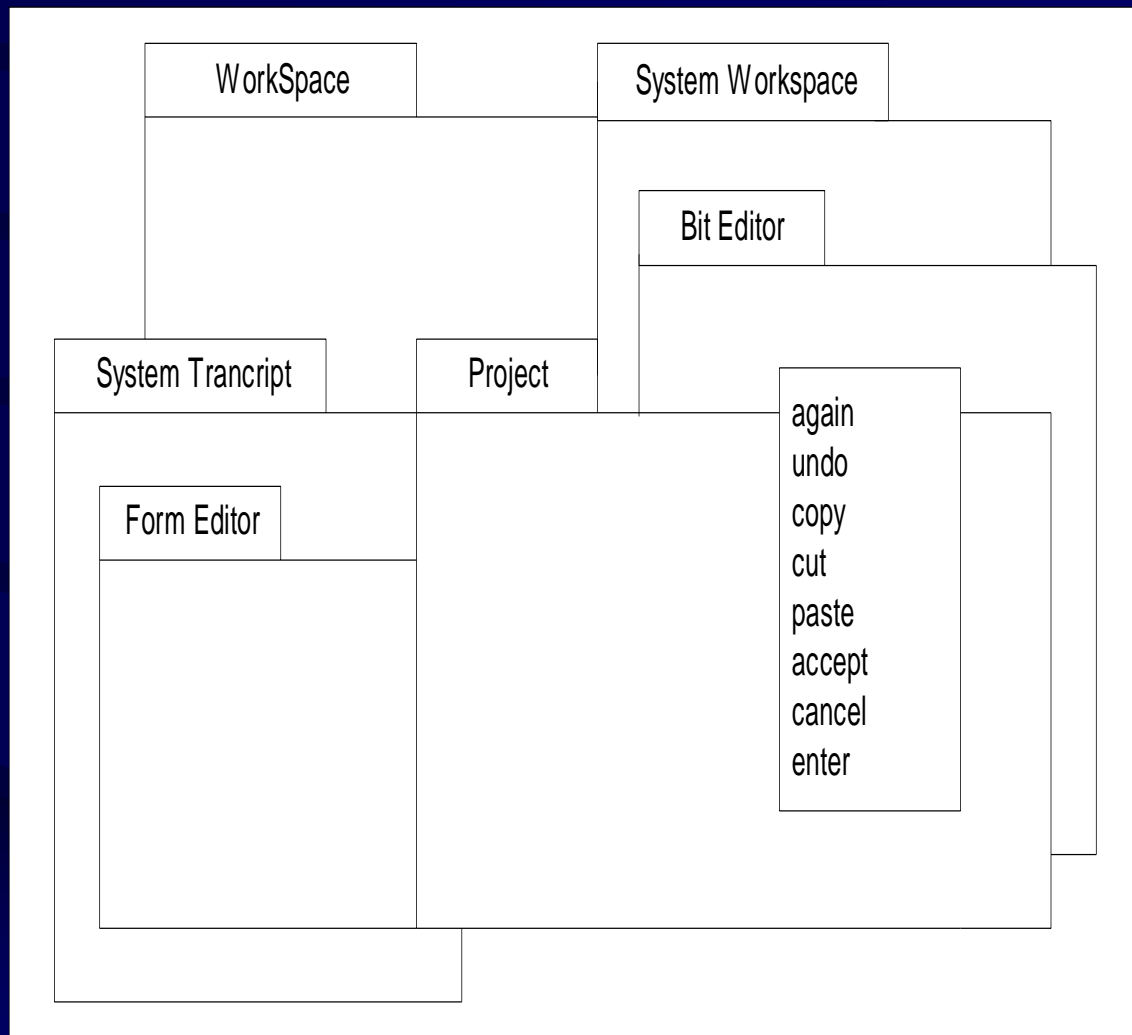 WorkSpace
System Workspace
Bit Editor
System Trancript
Project
Form Editor
again
undo
copy
cut
paste
accept
cancel
enter